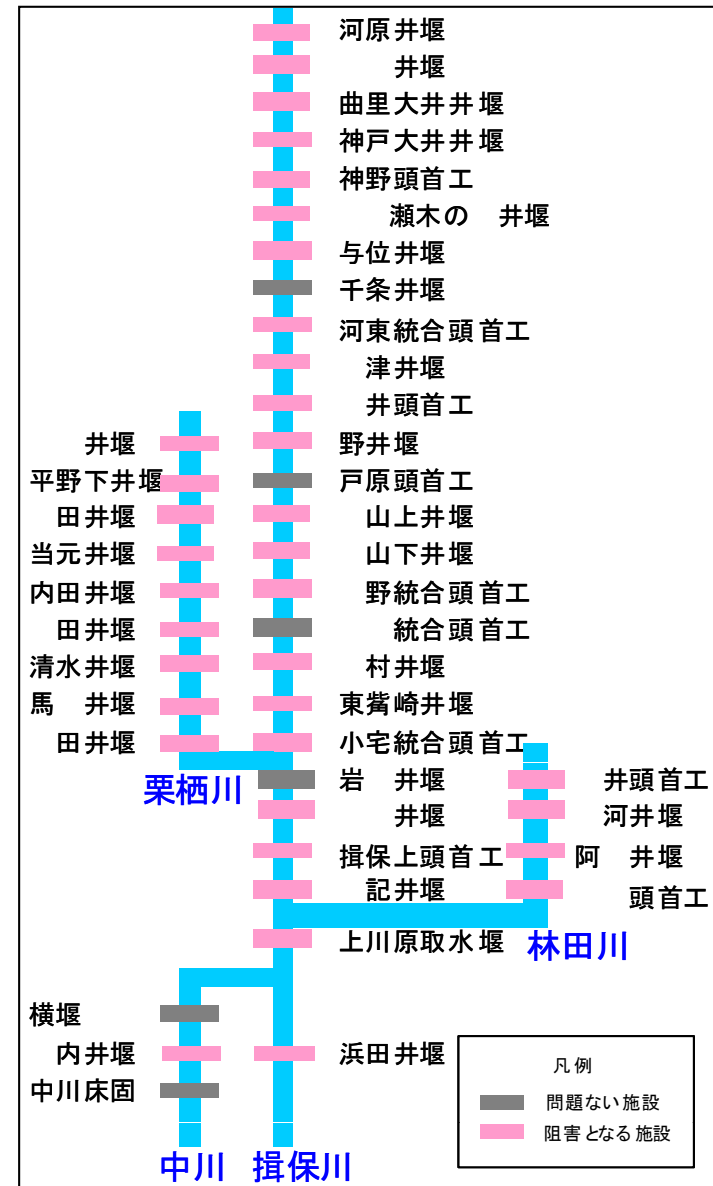 河原井堰
井堰
曲里大井井堰
神戸大井井堰
神野頭首工
瀬木の　井堰
与位井堰
千条井堰
河東統合頭首工
津井堰
井頭首工
野井堰
戸原頭首工
山上井堰
山下井堰
野統合頭首工
統合頭首工
村井堰
東觜崎井堰
小宅統合頭首工
岩　井堰
井堰
揖保上頭首工
記井堰
上川原取水堰
浜田井堰
井堰
平野下井堰
田井堰
当元井堰
内田井堰
田井堰
清水井堰
馬　井堰
田井堰
栗栖川
井頭首工
河井堰
阿　井堰
頭首工
林田川
横堰
内井堰
中川床固
中川
揖保川
凡例
問題ない施設
阻害となる施設